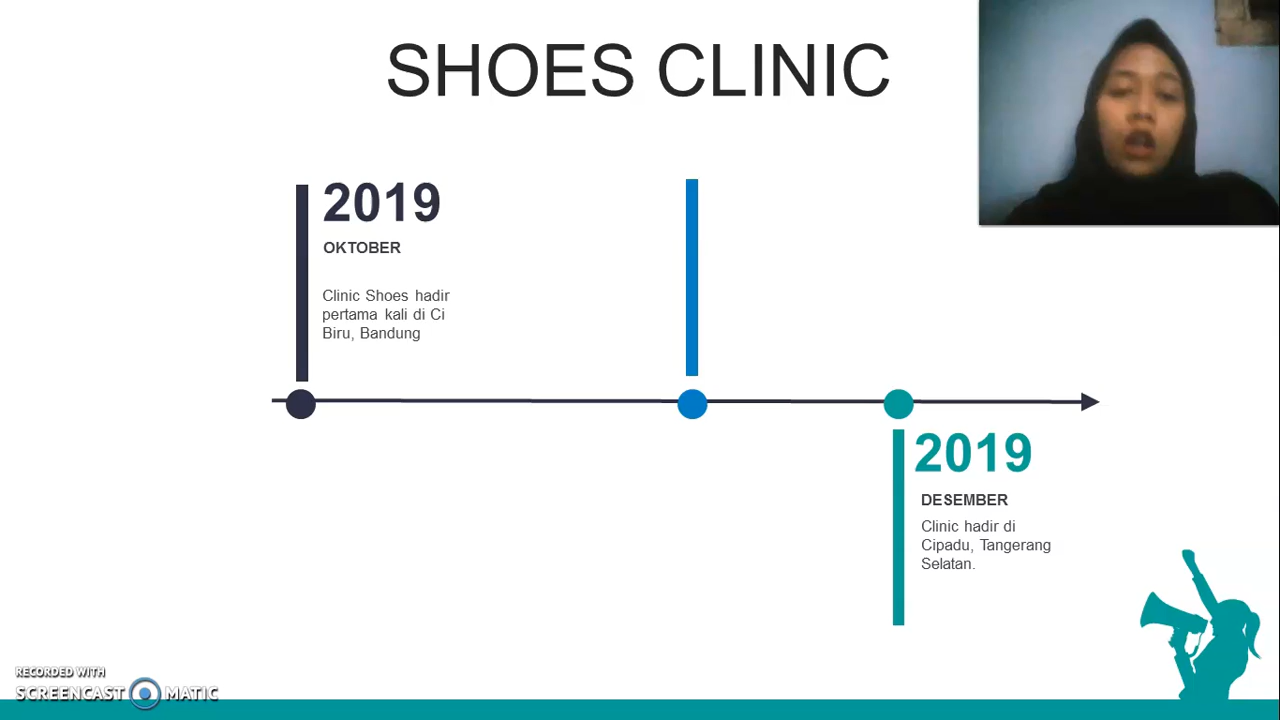 SHOES CLINIC
2019
OKTOBER
Clinic Shoes hadir
pertama kali di Ci
Biru, Bandung
2019
DESEMBER
Clinic hadir di
Cipadu, Tangerang
Selatan.
RECORDED WITH
SCREENCAST MATIC